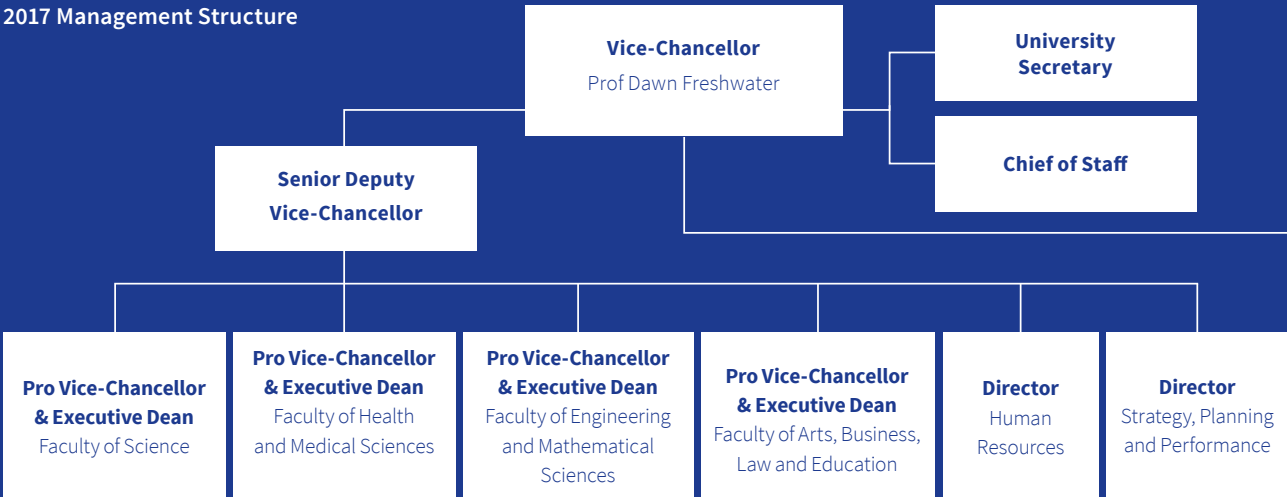 2017 Management Structure
Vice-Chancellor
Prof Dawn Freshwater
University
Secretary
Chief of Staff
Senior Deputy
Vice-Chancellor
Pro Vice-Chancellor
& Executive Dean
Faculty of Science
Pro Vice-Chancellor
& Executive Dean
Faculty of Health
and Medical Sciences
Pro Vice-Chancellor
& Executive Dean
Faculty of Engineering
and Mathematical
Sciences
Pro Vice-Chancellor
& Executive Dean
Faculty of Arts, Business,
Law and Education
Director
Human
Resources
Director
Strategy, Planning
and Performance